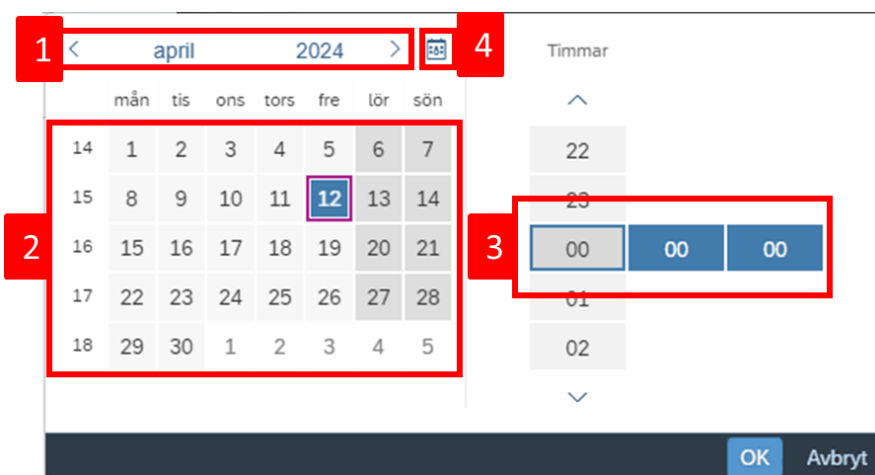 1 < april 2024 > 4 Timmar
mån tis ons tors fre lör sön
14 1 2 3 4 5 6 7 22
15 8 9 10 11 12 13 14 23
2 16 15 16 17 18 19 20 21 3 00 00 00
17 22 23 24 25 26 27 28 01
18 29 30 1 2 3 4 5 02
OK Avbryt